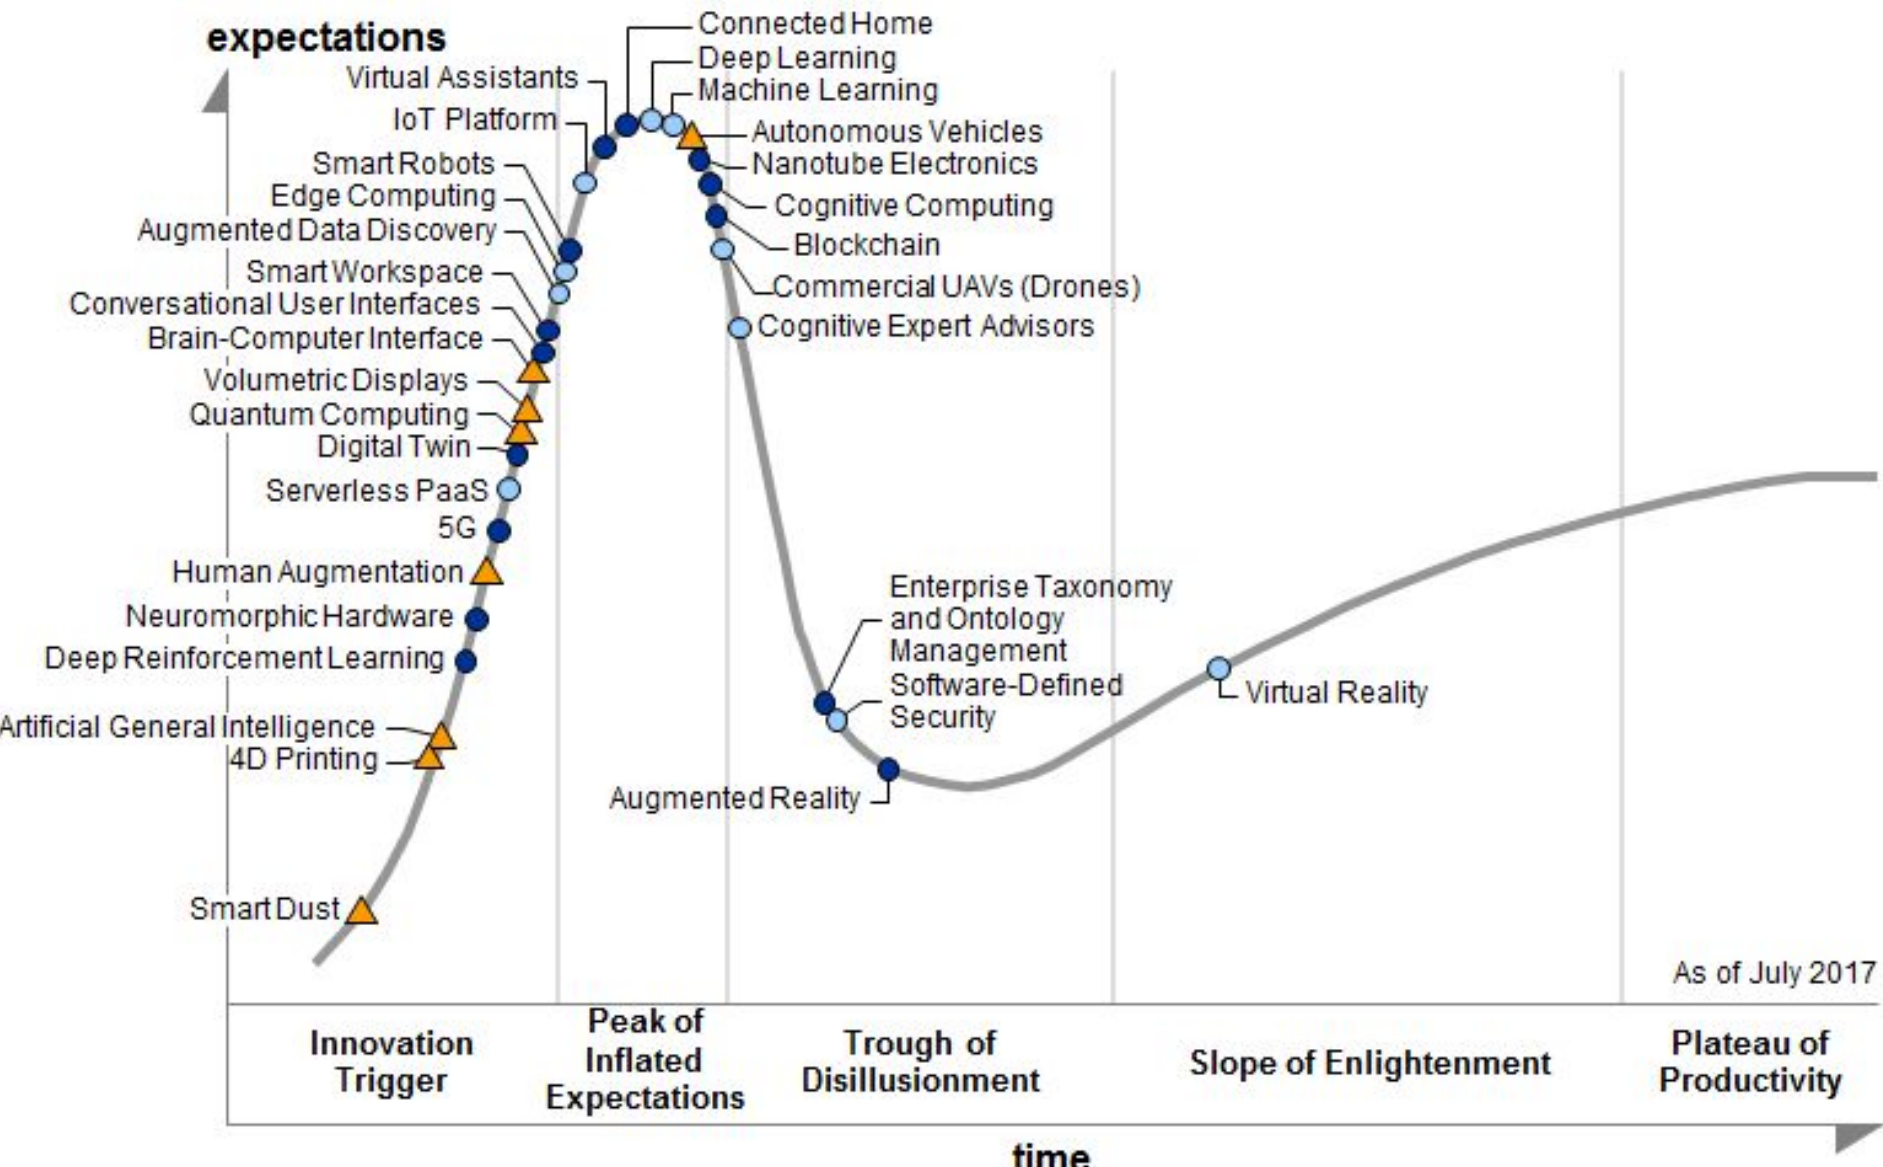 expectations
Connected Home
Deep Learning
Virtual Assistants
Machine Learning
IoT Platform
Autonomous Vehicles
Smart Robots
Nanotube Electronics
Edge Computing
Cognitive Computing
Augmented Data Discovery
Blockchain
Smart Workspace
Commercial UAVs (Drones)
Conversational User Interfaces
Cognitive Expert Advisors
Brain-Computer Interface
Volumetric Displays
Quantum Computing
Digital Twin
Serverless PaaS
5G
Human Augmentation
Neuromorphic Hardware
Deep Reinforcement Learning
Artificial General Intelligence
4D Printing
Smart Dust
Enterprise Taxonomy
and Ontology
Management
Software-Defined
Security
Augmented Reality
Virtual Reality
As of July 2017
Innovation
Trigger
Peak of
Inflated
Expectations
Trough of
Disillusionment
Slope of Enlightenment
Plateau of
Productivity
time